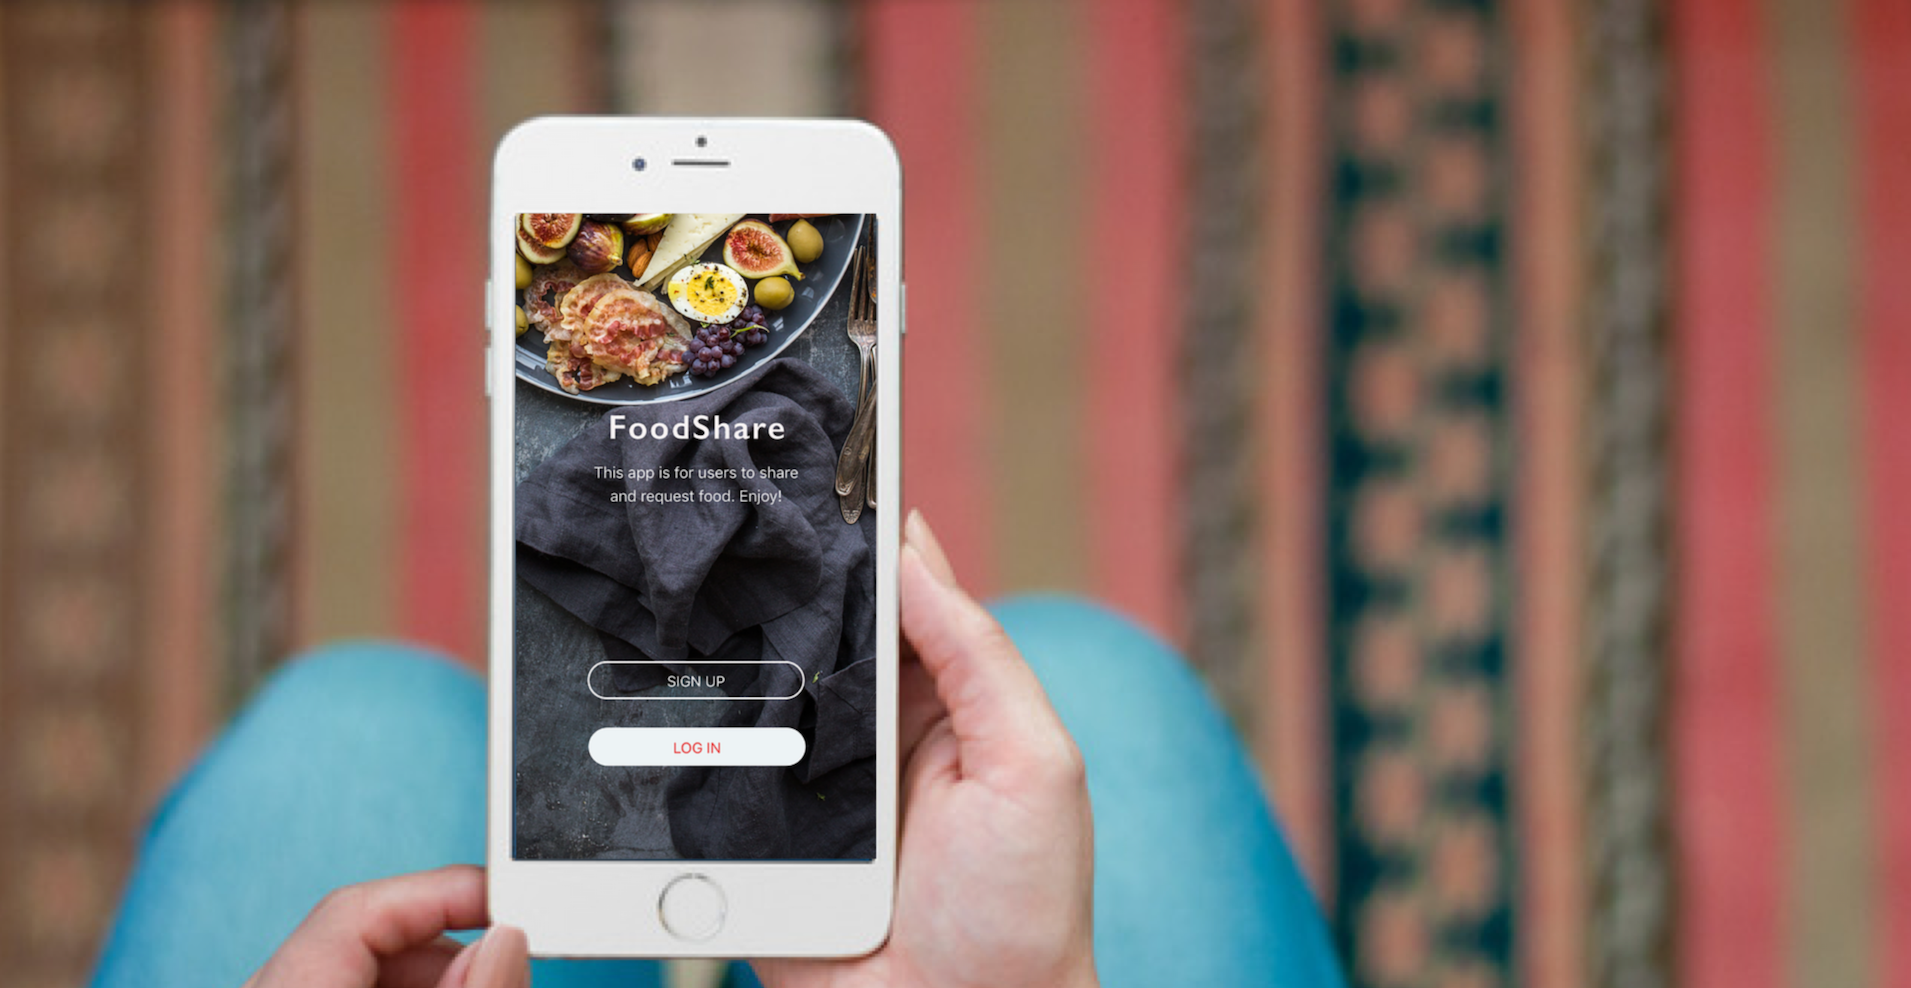 FoodShare
This app is for users to share
and request food. Enjoy!
SIGN UP
LOG IN